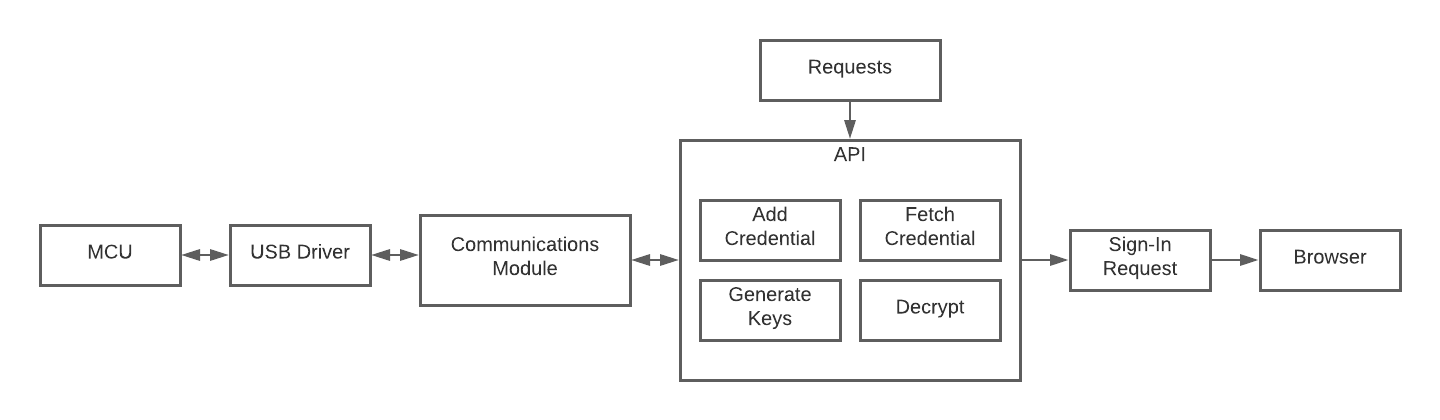 Requests
API
Add
Credential
Fetch
Credential
Generate
Keys
Decrypt
MCU
USB Driver
Communications
Module
Sign-In
Request
Browser